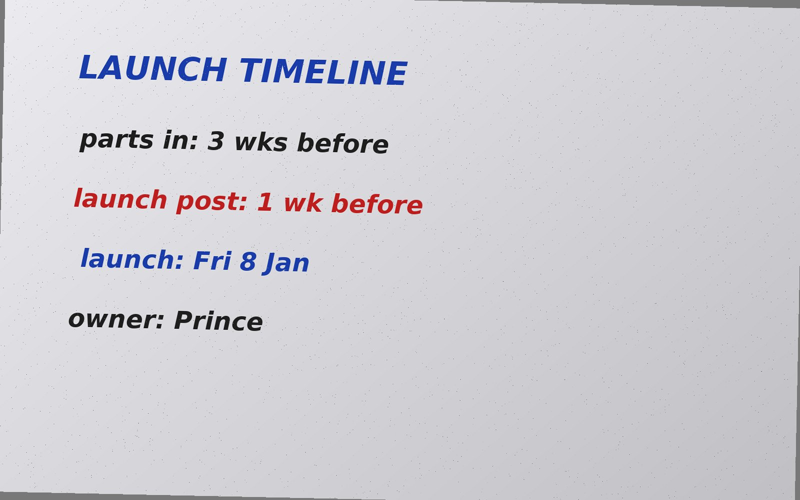 LAUNCH TIMELINE
parts in: 3 wks before
launch post: 1 wk before
launch: Fri 8 Jan
owner: Prince